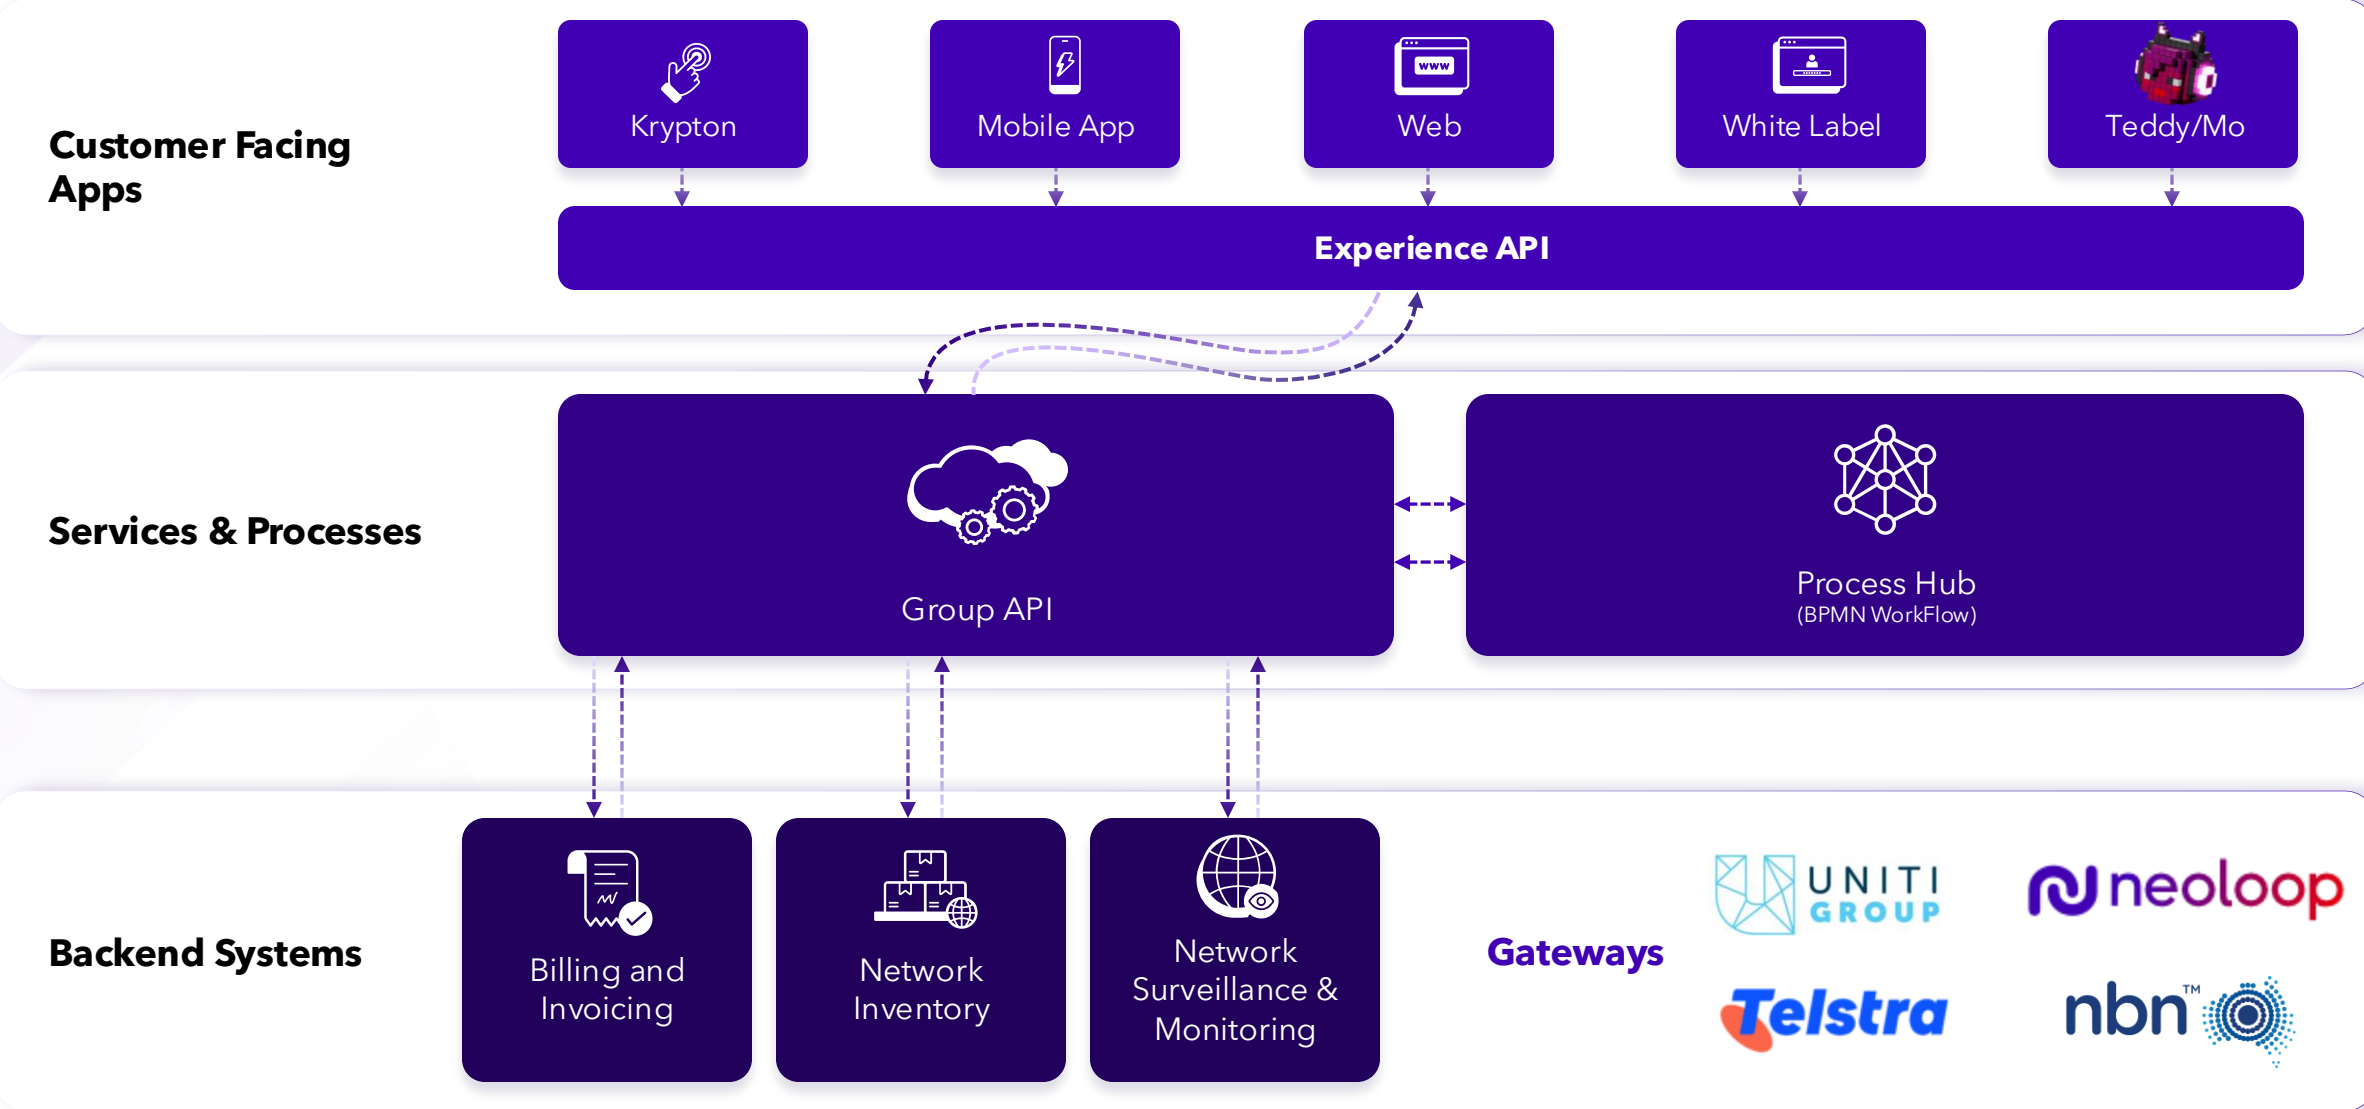 Customer Facing
Apps
Krypton
Mobile App
www
Web
White Label
Teddy/Mo
Experience API
Services & Processes
Group API
Process Hub
(BPMN WorkFlow)
Backend Systems
Billing and
Invoicing
Network
Inventory
Network
Surveillance &
Monitoring
Gateways
UNITI
GROUP
neoloop
Telstra
nbn™